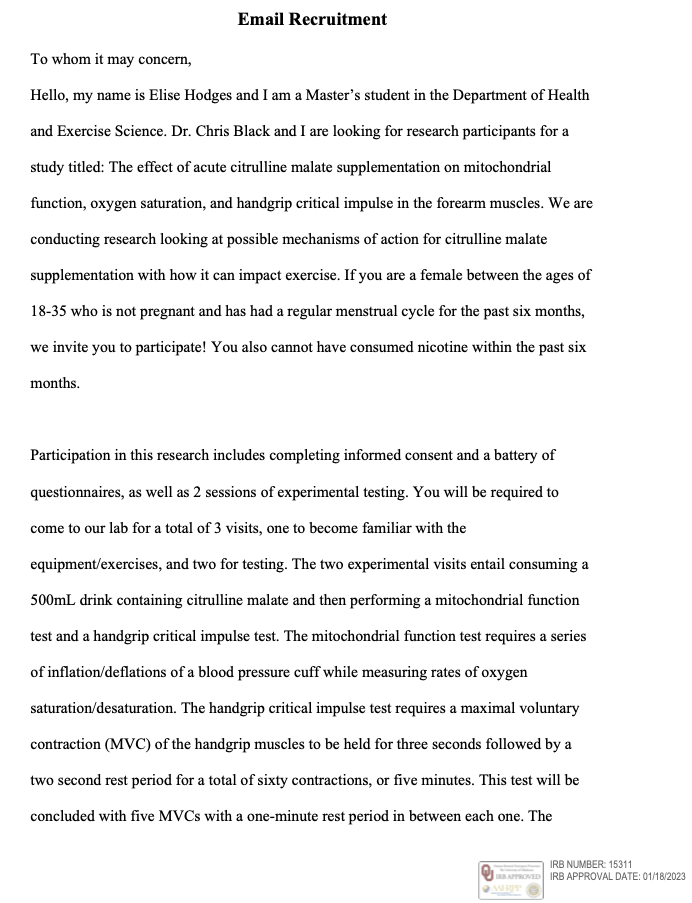 Email Recruitment
To whom it may concern,
Hello, my name is Elise Hodges and I am a Master’s student in the Department of Health
and Exercise Science. Dr. Chris Black and I are looking for research participants for a
study titled: The effect of acute citrulline malate supplementation on mitochondrial
function, oxygen saturation, and handgrip critical impulse in the forearm muscles. We are
conducting research looking at possible mechanisms of action for citrulline malate
supplementation with how it can impact exercise. If you are a female between the ages of
18-35 who is not pregnant and has had a regular menstrual cycle for the past six months,
we invite you to participate! You also cannot have consumed nicotine within the past six
months.
Participation in this research includes completing informed consent and a battery of
questionnaires, as well as 2 sessions of experimental testing. You will be required to
come to our lab for a total of 3 visits, one to become familiar with the
equipment/exercises, and two for testing. The two experimental visits entail consuming a
500mL drink containing citrulline malate and then performing a mitochondrial function
test and a handgrip critical impulse test. The mitochondrial function test requires a series
of inflation/deflations of a blood pressure cuff while measuring rates of oxygen
saturation/desaturation. The handgrip critical impulse test requires a maximal voluntary
contraction (MVC) of the handgrip muscles to be held for three seconds followed by a
two second rest period for a total of sixty contractions, or five minutes. This test will be
concluded with five MVCs with a one-minute rest period in between each one. The
IRB APPROVED
AAHRPP
IRB NUMBER: 15311
IRB APPROVAL DATE: 01/18/2023